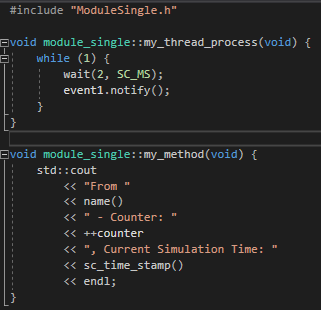 #include "ModuleSingle.h"
void module_single::my_thread_process(void) {
while (1) {
wait(2, SC_MS);
event1.notify();
}
}
void module_single::my_method(void) {
std::cout
<< "From "
<< name()
<< " - Counter: "
<< ++counter
<< ", Current Simulation Time: "
<< sc_time_stamp()
<< endl;
}